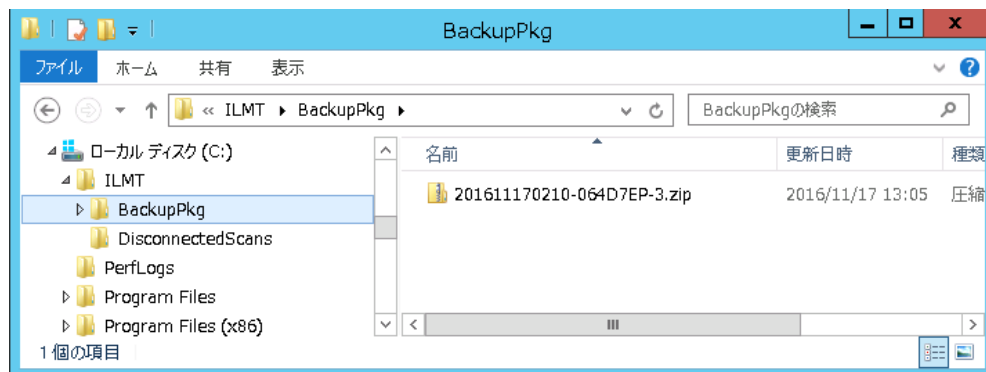 BackupPkg
ファイル ホーム 共有 表示
« ILMT ▸ BackupPkg ▸ BackupPkgの検索
ローカル ディスク (C:)
ILMT
BackupPkg
DisconnectedScans
PerfLogs
Program Files
Program Files (x86)
名前 更新日時 種類
201611170210-064D7EP-3.zip 2016/11/17 13:05 圧縮
1 個の項目